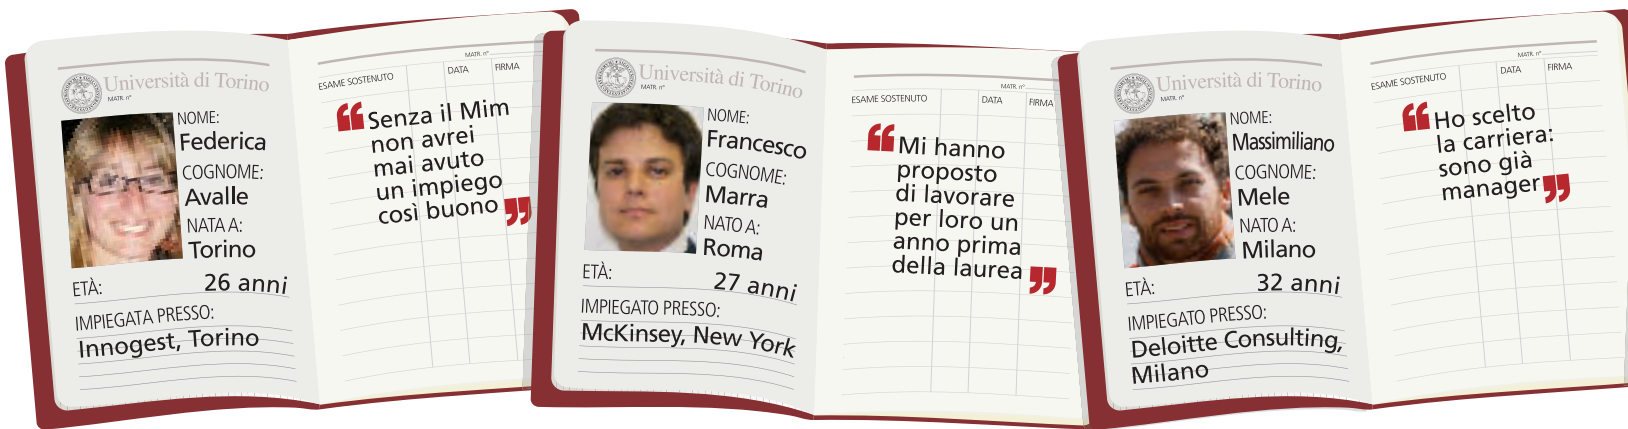 Università di Torino
MATR. n°
NOME:
Federica
COGNOME:
Avalle
NATA A:
Torino
ETÀ:
26 anni
IMPIEGATA PRESSO:
Innogest, Torino
MATR. n°
ESAME SOSTENUTO DATA FIRMA
“Senza il Mim
non avrei
mai avuto
un impiego
così buono”
Università di Torino
MATR. n°
NOME:
Francesco
COGNOME:
Marra
NATO A:
Roma
ETÀ:
27 anni
IMPIEGATO PRESSO:
McKinsey, New York
MATR. n°
ESAME SOSTENUTO DATA FIRMA
“Mi hanno
proposto
di lavorare
per loro un
anno prima
della laurea”
Università di Torino
MATR. n°
NOME:
Massimiliano
COGNOME:
Mele
NATO A:
Milano
ETÀ:
32 anni
IMPIEGATO PRESSO:
Deloitte Consulting,
Milano
MATR. n°
ESAME SOSTENUTO DATA FIRMA
“Ho scelto
la carriera:
sono già
manager”